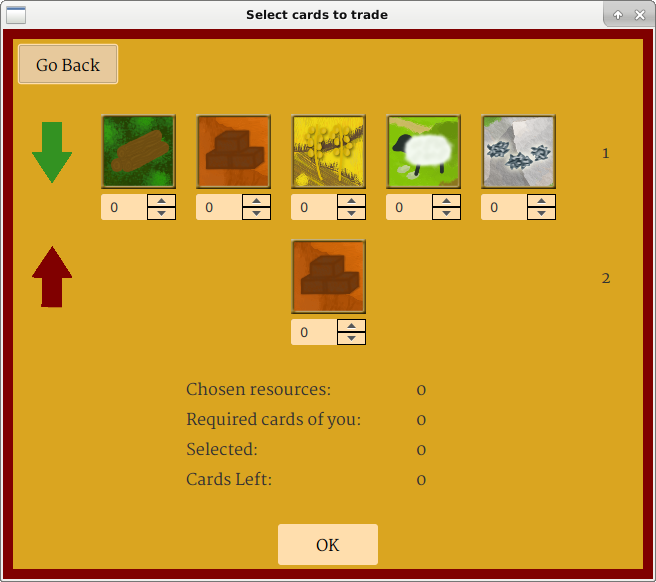 Select cards to trade
Go Back
1
0 0 0 0 0
2
0
Chosen resources: 0
Required cards of you: 0
Selected: 0
Cards Left: 0
OK